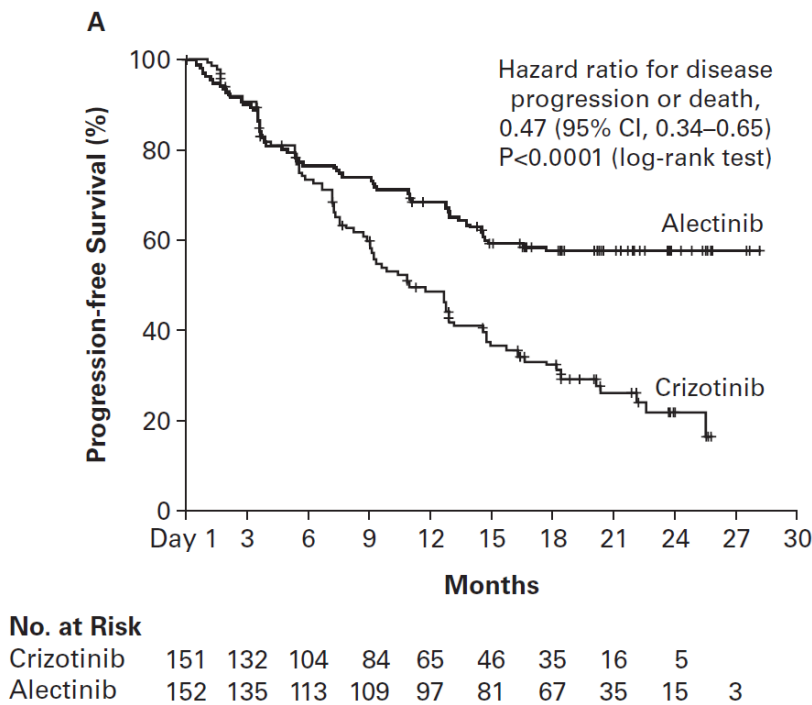 A
Hazard ratio for disease
progression or death,
0.47 (95% CI, 0.34–0.65)
P<0.0001 (log-rank test)
Progression-free Survival (%)
100
80
60
40
20
0
Alectinib
Crizotinib
Day 1 3 6 9 12 15 18 21 24 27 30
Months
No. at Risk
Crizotinib 151 132 104 84 65 46 35 16 5
Alectinib 152 135 113 109 97 81 67 35 15 3